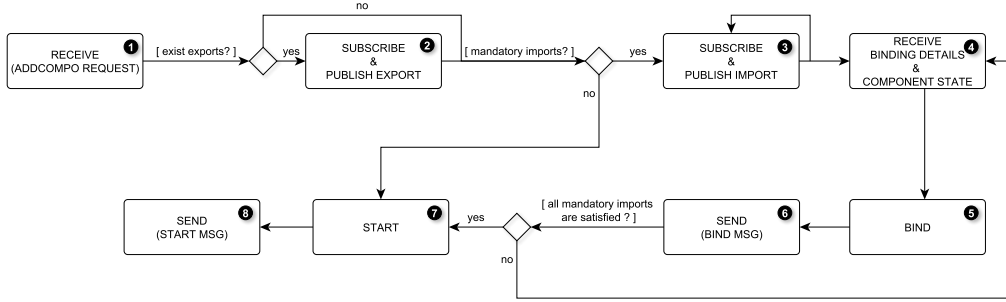 no
1
RECEIVE
(ADDCOMPO REQUEST)
[ exist exports? ]
yes
2
SUBSCRIBE
&
PUBLISH EXPORT
[ mandatory imports? ]
yes
no
3
SUBSCRIBE
&
PUBLISH IMPORT
4
RECEIVE
BINDING DETAILS
&
COMPONENT STATE
8
SEND
(START MSG)
7
START
yes
[ all mandatory imports
are satisfied ? ]
no
6
SEND
(BIND MSG)
5
BIND